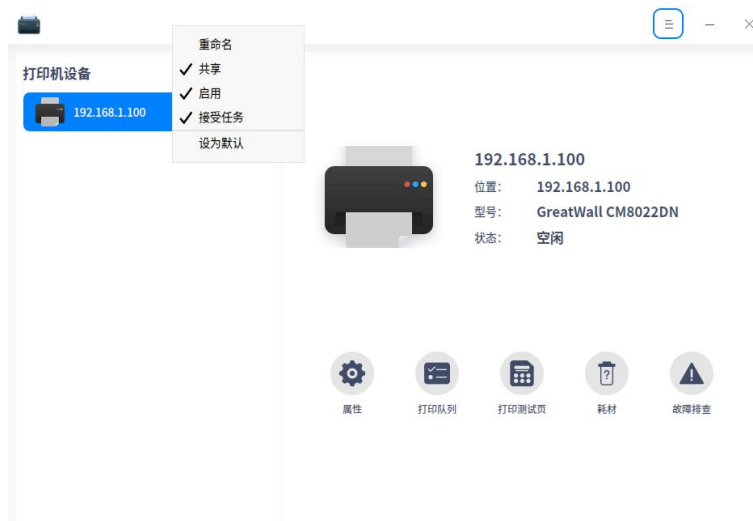 重命名
共享
启用
接受任务
设为默认
打印机设备
192.168.1.100
192.168.1.100
位置： 192.168.1.100
型号： GreatWall CM8022DN
状态： 空闲
属性
打印队列
打印测试页
耗材
故障排查